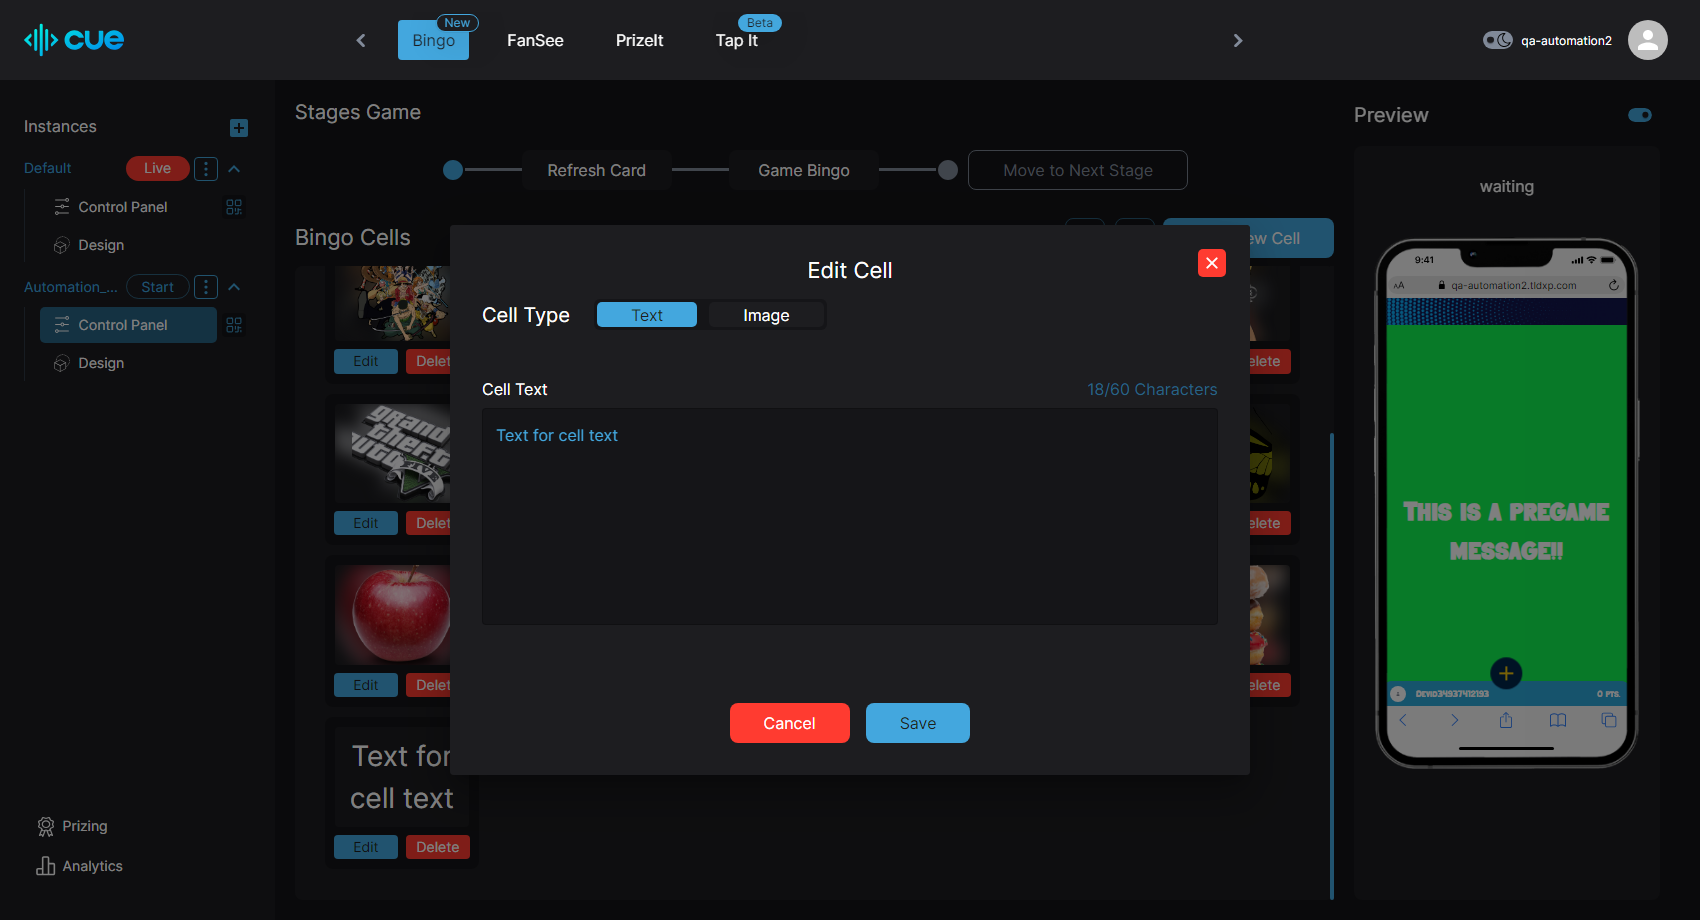 cue
New
Bingo
FanSee
PrizeIt
Beta
Tap It
qa-automation2
Instances
Default
Live
Control Panel
Design
Automation_...
Start
Control Panel
Design
Prizing
Analytics
Stages Game
Refresh Card
Game Bingo
Move to Next Stage
Bingo Cells
ew Cell
Edit
Delet
elete
grand
theft
Edit
Delet
elete
Edit
Delet
elete
Text for
cell text
Edit
Delete
Edit Cell
Cell Type
Text
Image
Cell Text
18/60 Characters
Text for cell text
Cancel
Save
Preview
waiting
9:41
AA
qa-automation2.tldxp.com
This is a pregame
message!!
Devid34937412193
0 pts.